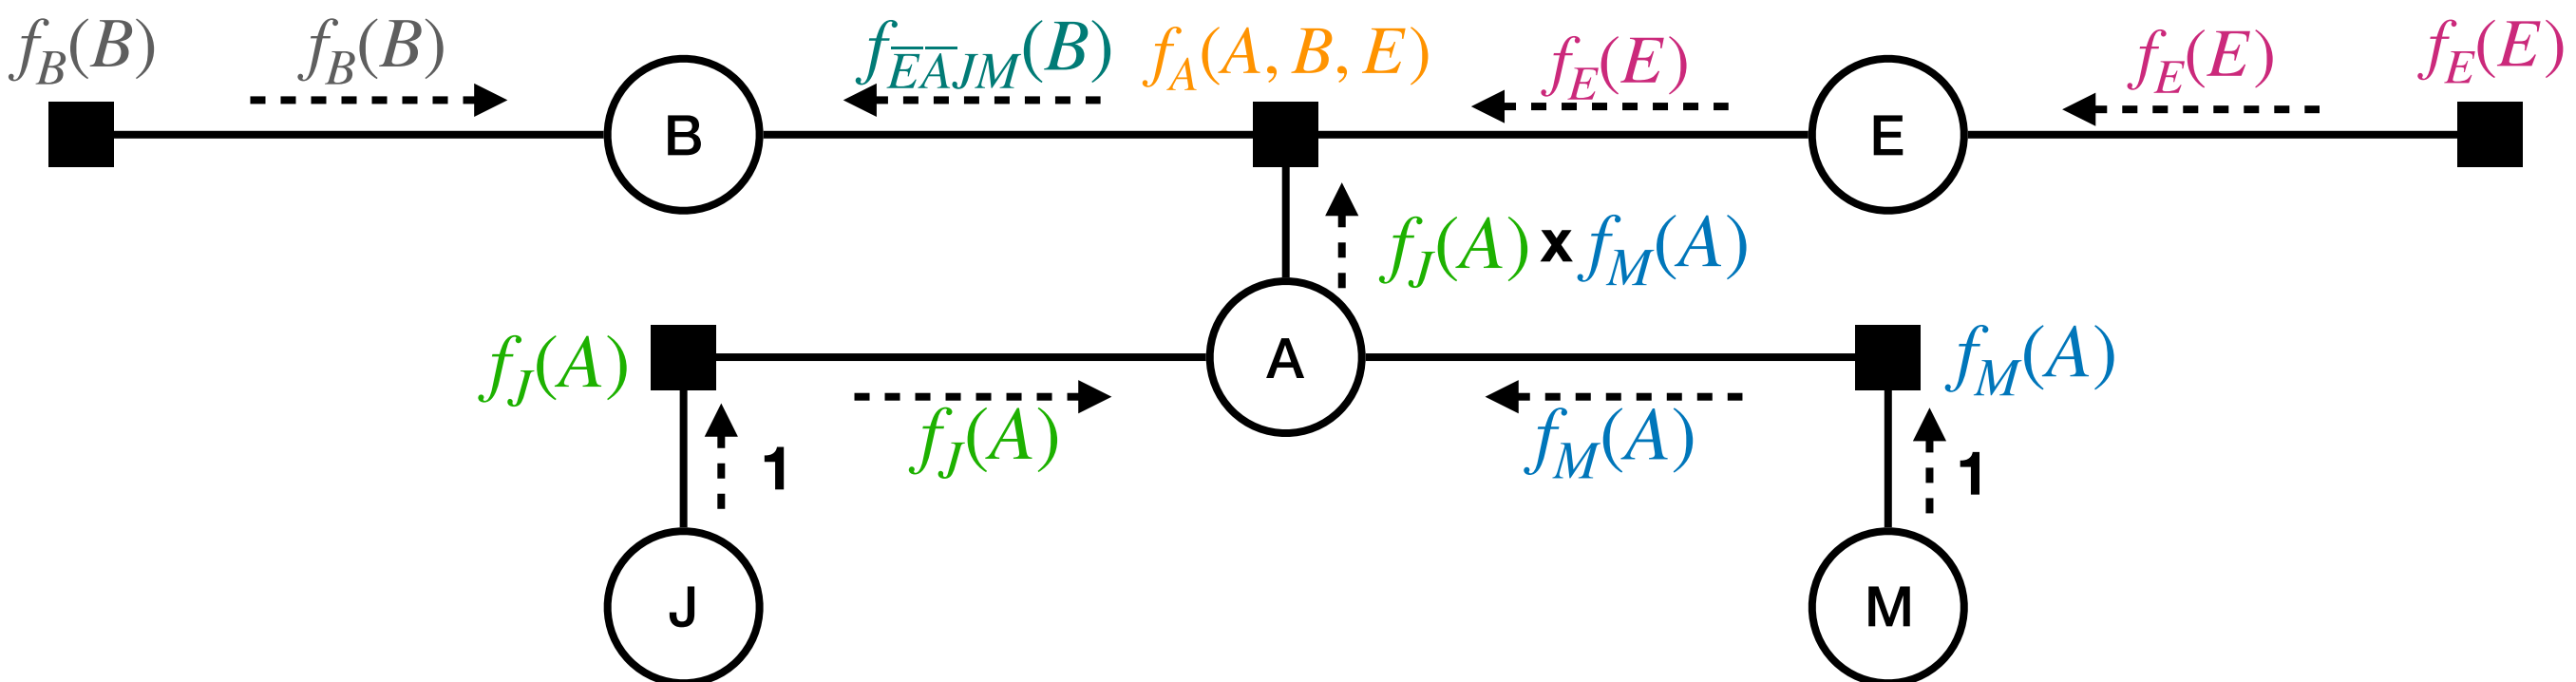 f_B(B) f_B(B) f_{\overline{E}\overline{A}JM}(B) f_A(A, B, E) f_E(E) f_E(E) f_E(E)
B E
f_J(A) x f_M(A)
f_J(A) A f_M(A)
f_J(A) f_M(A)
1 1
J M